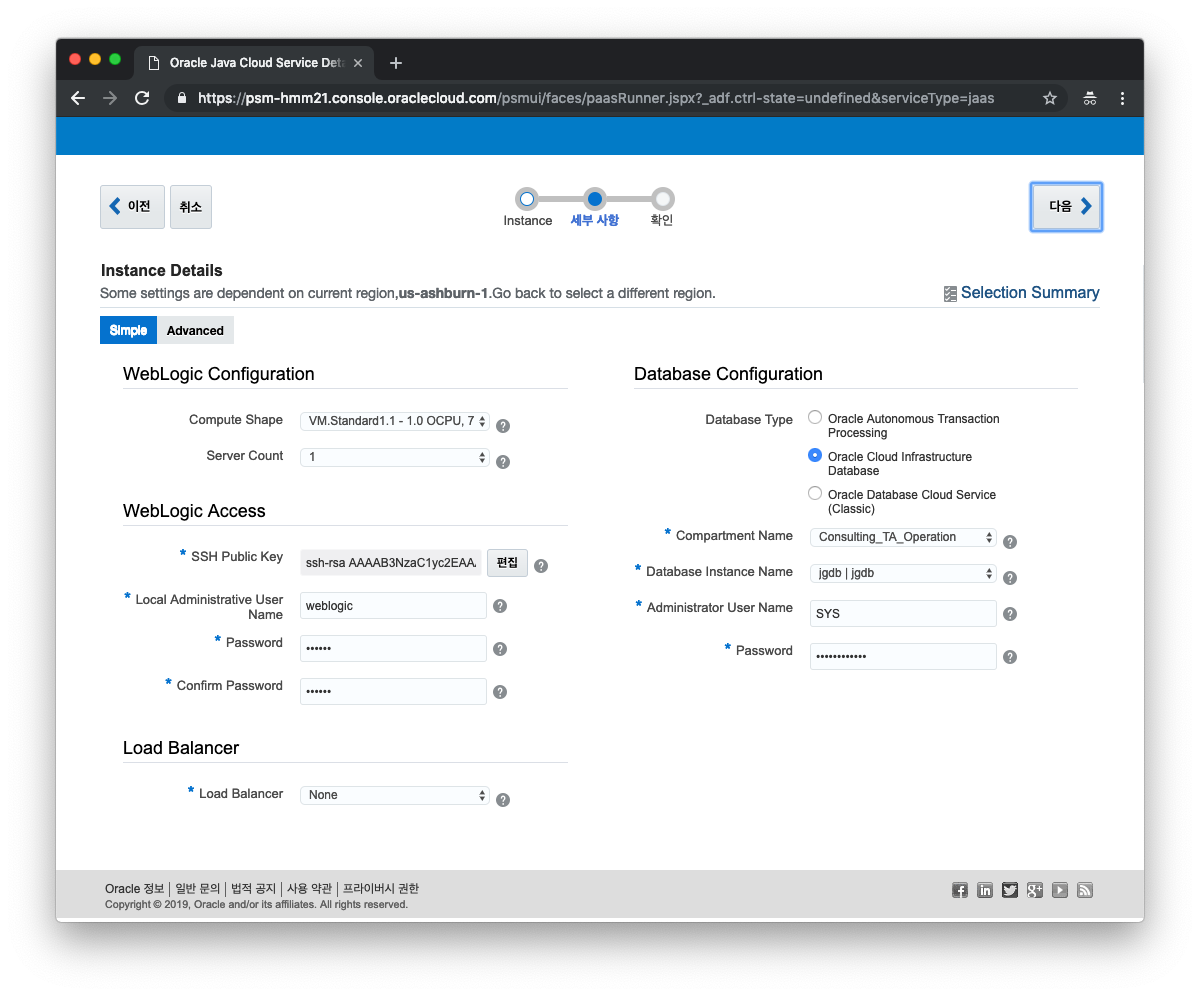 Oracle Java Cloud Service Deta
https://psm-hmm21.console.oraclecloud.com/psmui/faces/paasRunner.jspx?_adf.ctrl-state=undefined&serviceType=jaas
이전
취소
Instance
세부 사항
확인
다음
Instance Details
Some settings are dependent on current region,us-ashburn-1.Go back to select a different region.
Selection Summary
Simple
Advanced
WebLogic Configuration
Compute Shape
VM.Standard1.1 - 1.0 OCPU, 7
Server Count
1
WebLogic Access
* SSH Public Key
ssh-rsa AAAAB3NzaC1yc2EAA
편집
* Local Administrative User
Name
weblogic
* Password
••••••
* Confirm Password
••••••
Load Balancer
* Load Balancer
None
Database Configuration
Database Type
Oracle Autonomous Transaction
Processing
Oracle Cloud Infrastructure
Database
Oracle Database Cloud Service
(Classic)
* Compartment Name
Consulting_TA_Operation
* Database Instance Name
jgdb | jgdb
* Administrator User Name
SYS
* Password
••••••••••••
Oracle 정보 | 일반 문의 | 법적 공지 | 사용 약관 | 프라이버시 권한
Copyright © 2019, Oracle and/or its affiliates. All rights reserved.